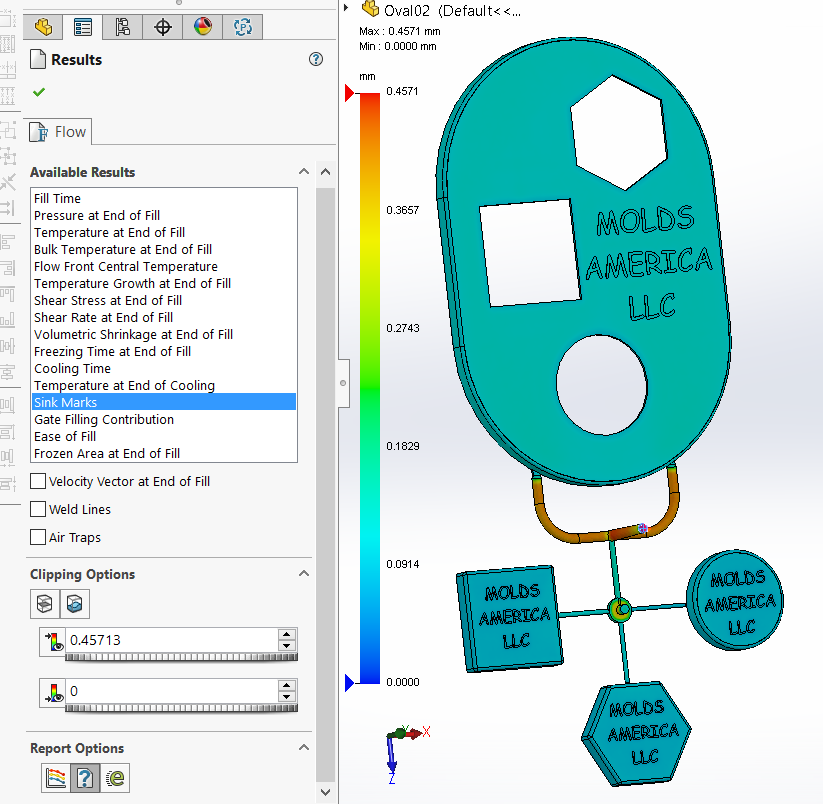 Oval02 (Default<<...
Max : 0.4571 mm
Min : 0.0000 mm
Results
Flow
Available Results
Fill Time
Pressure at End of Fill
Temperature at End of Fill
Bulk Temperature at End of Fill
Flow Front Central Temperature
Temperature Growth at End of Fill
Shear Stress at End of Fill
Shear Rate at End of Fill
Volumetric Shrinkage at End of Fill
Freezing Time at End of Fill
Cooling Time
Temperature at End of Cooling
Sink Marks
Gate Filling Contribution
Ease of Fill
Frozen Area at End of Fill
Velocity Vector at End of Fill
Weld Lines
Air Traps
Clipping Options
0.45713
0
Report Options
mm
0.4571
0.3657
0.2743
0.1829
0.0914
0.0000
MOLDS
AMERICA
LLC
MOLDS
AMERICA
LLC
MOLDS
AMERICA
LLC
MOLDS
AMERICA
LLC
Y
X
Z